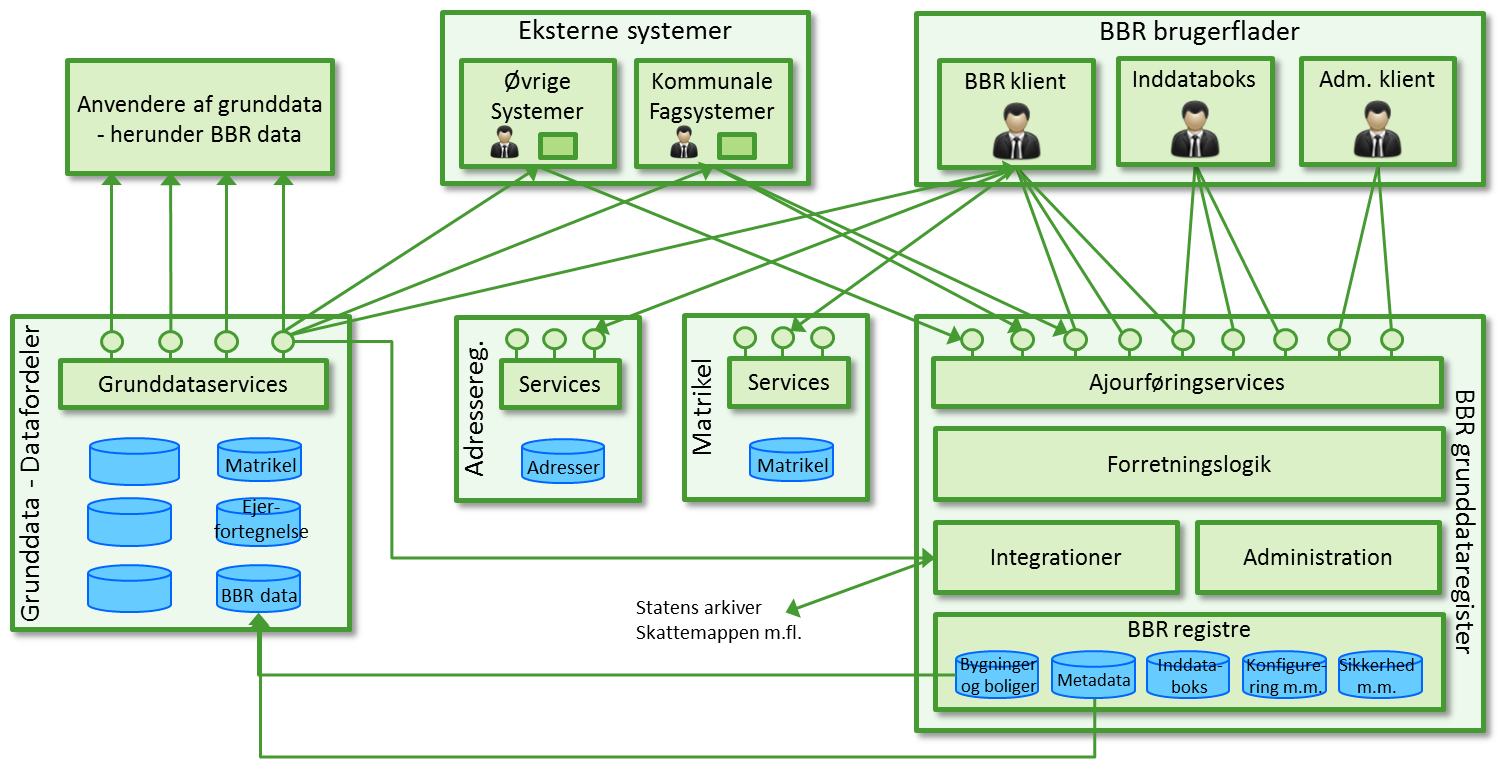 Eksterne systemer
BBR brugerflader
Anvendere af grunddata
- herunder BBR data
Øvrige
Systemer
Kommunale
Fagsystemer
BBR klient
Inddataboks
Adm. klient
Grunddata - Datafordeler
Grunddataservices
Matrikel
Ejer-
fortegnelse
BBR data
Adressereg.
Services
Adresser
Matrikel
Services
Matrikel
BBR grunddataregister
Ajourføringservices
Forretningslogik
Integrationer
Administration
Statens arkiver
Skattemappen m.fl.
BBR registre
Bygninger
og boliger
Metadata
Inddata-
boks
Konfigure-
ring m.m.
Sikkerhed
m.m.